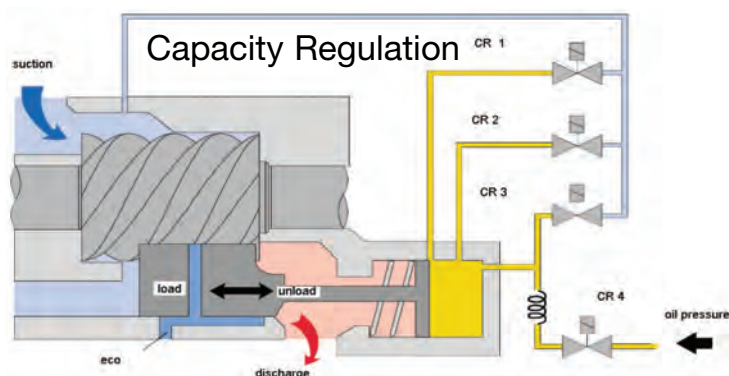 Capacity Regulation
suction
CR 1
CR 2
CR 3
load
unload
CR 4
oil pressure
eco
discharge